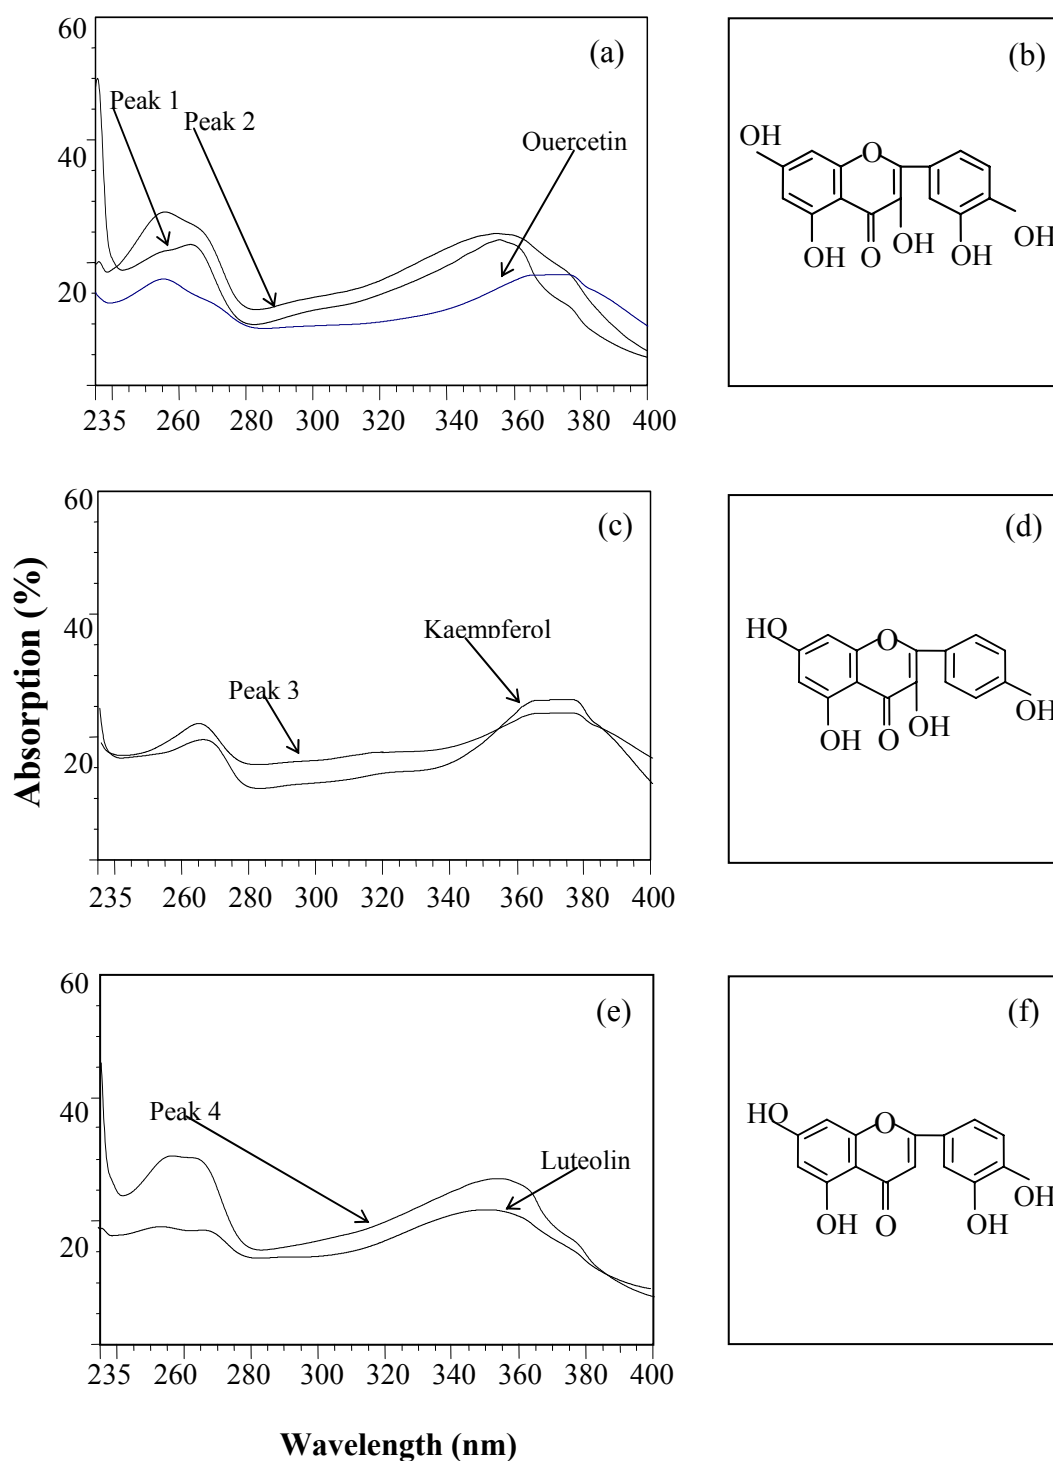 60
(a)
(b)
Peak 1
Peak 2
40
Quercetin
OH
O
OH
OH
O
OH
OH
20
235 260 280 300 320 340 360 380 400
60
(c)
(d)
40
Kaempferol
HO
O
Peak 3
OH
OH
O
OH
20
235 260 280 300 320 340 360 380 400
Absorption (%)
60
(e)
(f)
40
Peak 4
HO
O
Luteolin
OH
OH
O
OH
20
235 260 280 300 320 340 360 380 400
Wavelength (nm)